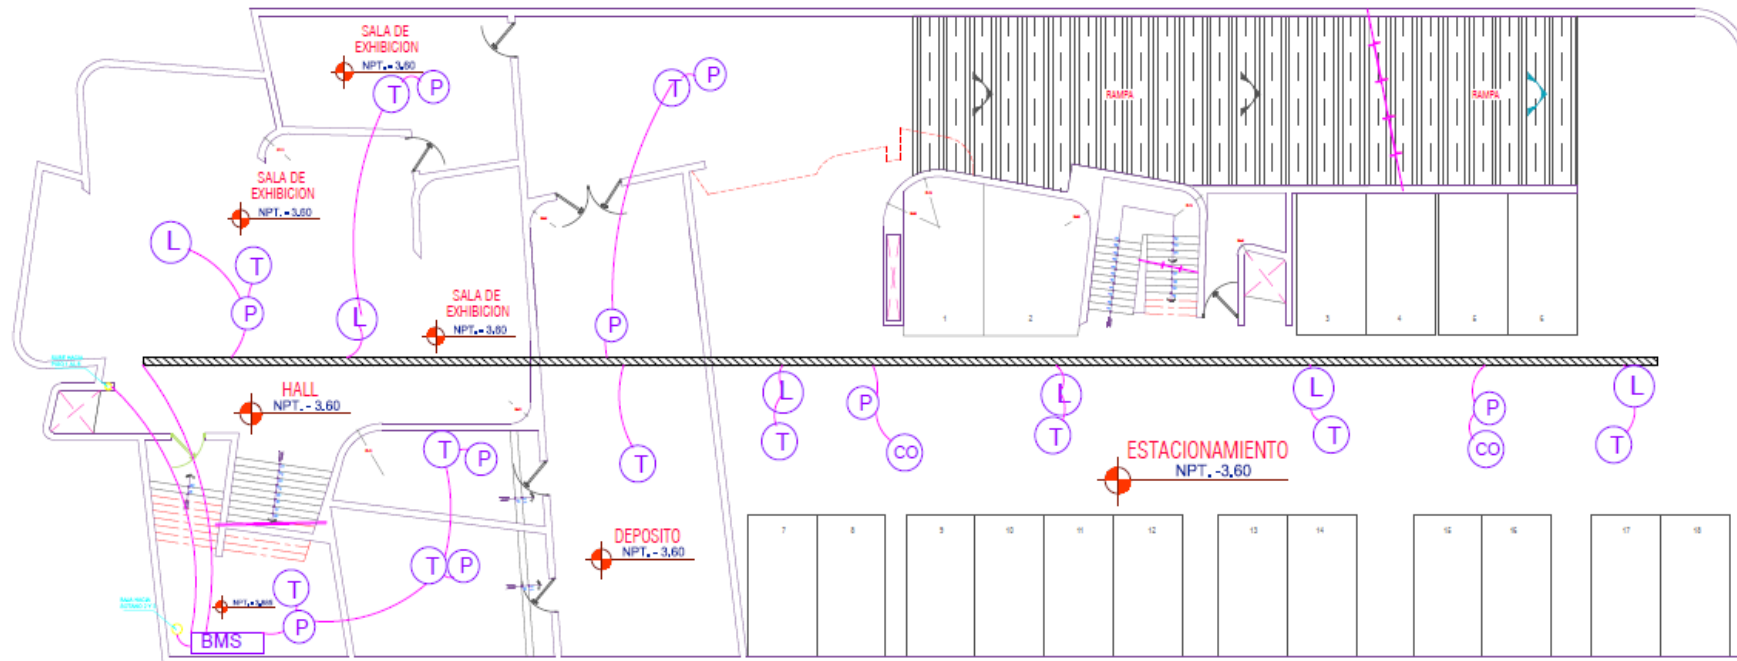 SALA DE
EXHIBICION
NPT.-3.60
T
P
T
P
RAMPA
RAMPA
SALA DE
EXHIBICION
NPT.-3.60
L
T
P
L
SALA DE
EXHIBICION
NPT.-3.60
P
1
2
3
4
5
6
HALL
NPT.-3.60
L
T
P
CO
L
T
L
T
P
CO
L
T
T
P
T
ESTACIONAMIENTO
NPT.-3.60
DEPOSITO
NPT.-3.60
T
P
T
P
BMS
7
8
9
10
11
12
13
14
15
16
17
18